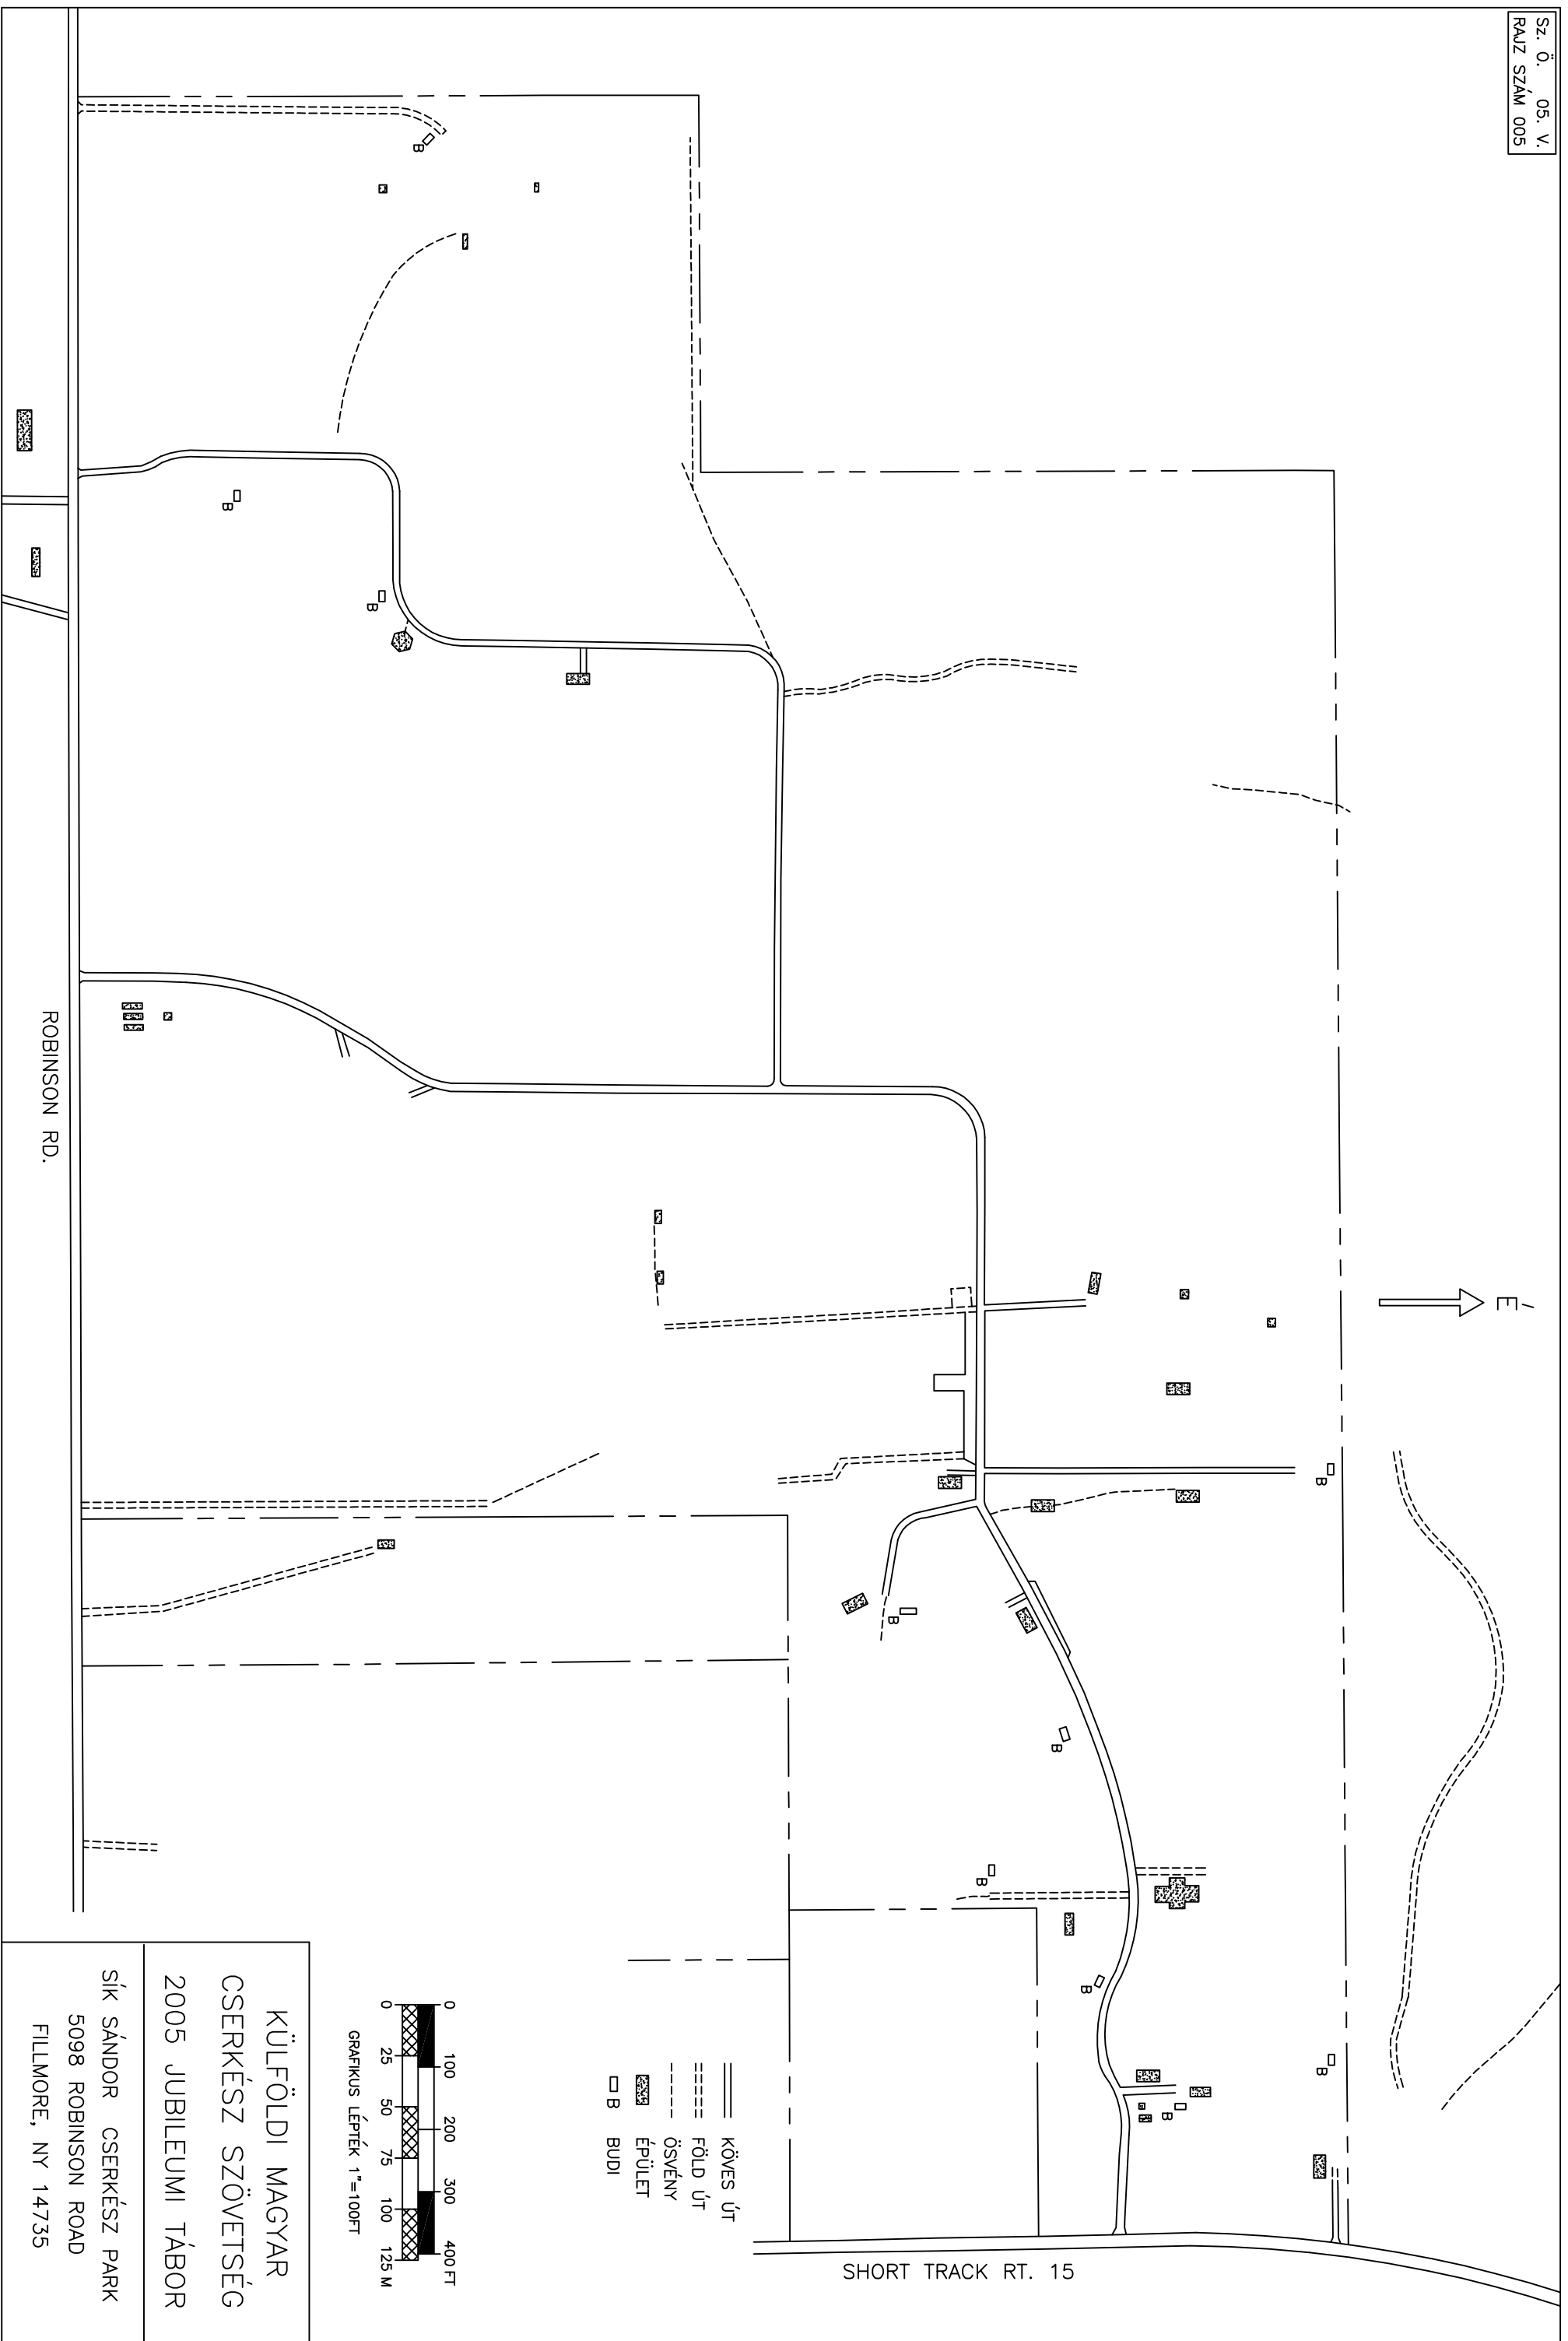 Sz. Ö. 05. V.
RAJZ SZÁM 005
É
B
B
B
B
B
B
B
B
B
B
B
ROBINSON RD.
SHORT TRACK RT. 15
KÖVES ÚT
FÖLD ÚT
ÖSVÉNY
ÉPÜLET
B BUDI
0 100 200 300 400 FT
0 25 50 75 100 125 M
GRAFIKUS LÉPTÉK 1"=100FT
KÜLFÖLDI MAGYAR
CSERKÉSZ SZÖVETSÉG
2005 JUBILEUMI TÁBOR
SÍK SÁNDOR CSERKÉSZ PARK
5098 ROBINSON ROAD
FILLMORE, NY 14735